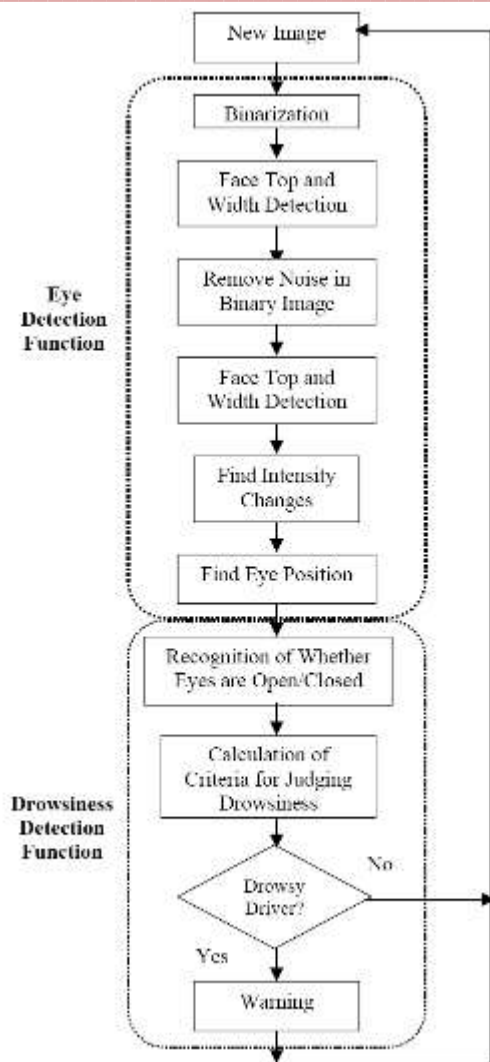 New Image
Binarization
Face Top and
Width Detection
Remove Noise in
Binary Image
Eye
Detection
Function
Face Top and
Width Detection
Find Intensity
Changes
Find Eye Position
Recognition of Whether
Eyes are Open/Closed
Calculation of
Criteria for Judging
Drowsiness
Drowsiness
Detection
Function
Drowsy
Driver?
No
Yes
Warning